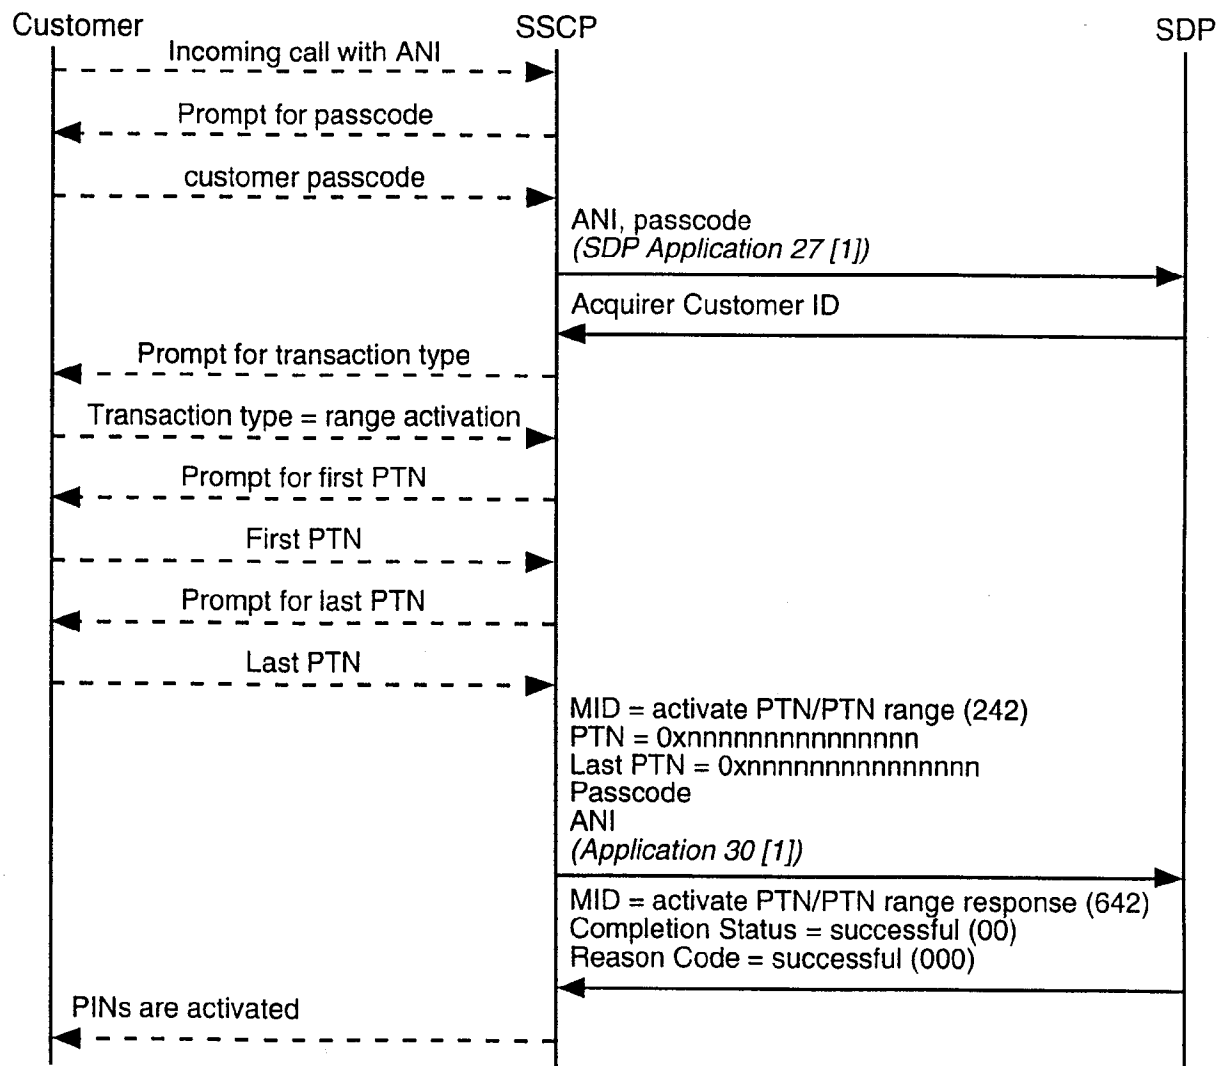 Customer
SSCP
SDP
Incoming call with ANI
Prompt for passcode
customer passcode
ANI, passcode
(SDP Application 27 [1])
Acquirer Customer ID
Prompt for transaction type
Transaction type = range activation
Prompt for first PTN
First PTN
Prompt for last PTN
Last PTN
MID = activate PTN/PTN range (242)
PTN = 0xnnnnnnnnnnnnnnnn
Last PTN = 0xnnnnnnnnnnnnnnnn
Passcode
ANI
(Application 30 [1])
MID = activate PTN/PTN range response (642)
Completion Status = successful (00)
Reason Code = successful (000)
PINs are activated